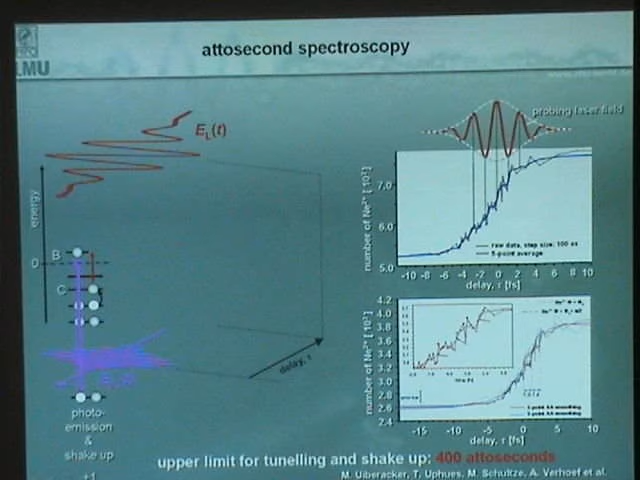 LMU
attosecond spectroscopy
E_L(t)
probing laser field
energy
B
0
C
delay, τ
photo-
emission
&
shake up
+1
number of Ne²⁺ [10³]
7.0
6.0
5.0
raw data, step size: 100 as
5-point average
-10 -8 -6 -4 -2 0 2 4 6 8 10
delay, τ [fs]
number of Ne²⁺ [10³]
4.2
4.0
3.8
3.6
3.4
3.2
3.0
2.8
2.6
2.4
-15 -10 -5 0 5 10
delay, τ [fs]
upper limit for tunelling and shake up: 400 attoseconds
M. Uiberacker, T. Uphues, M. Schultze, A. Verhoef et al.